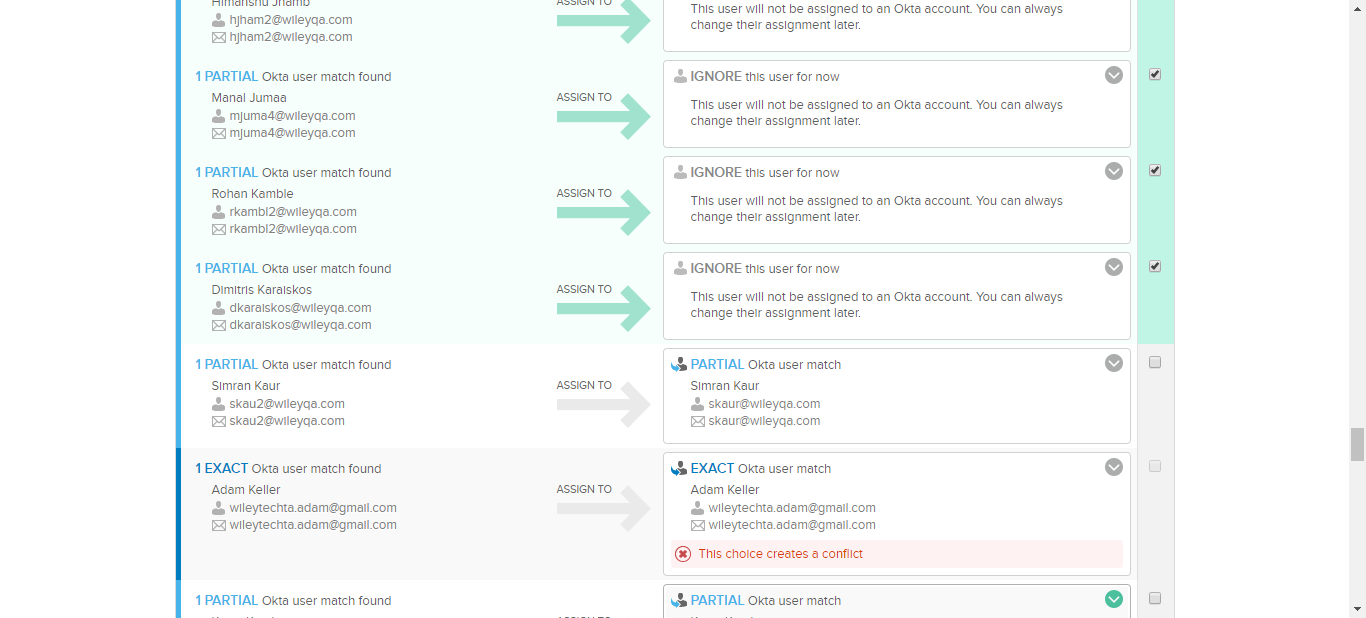 Himanshu Jhamb
hjham2@wileyqa.com
hjham2@wileyqa.com
ASSIGN TO
This user will not be assigned to an Okta account. You can always
change their assignment later.
1 PARTIAL Okta user match found
Manal Jumaa
mjuma4@wileyqa.com
mjuma4@wileyqa.com
ASSIGN TO
IGNORE this user for now
This user will not be assigned to an Okta account. You can always
change their assignment later.
1 PARTIAL Okta user match found
Rohan Kamble
rkambl2@wileyqa.com
rkambl2@wileyqa.com
ASSIGN TO
IGNORE this user for now
This user will not be assigned to an Okta account. You can always
change their assignment later.
1 PARTIAL Okta user match found
Dimitris Karaiskos
dkaraiskos@wileyqa.com
dkaraiskos@wileyqa.com
ASSIGN TO
IGNORE this user for now
This user will not be assigned to an Okta account. You can always
change their assignment later.
1 PARTIAL Okta user match found
Simran Kaur
skau2@wileyqa.com
skau2@wileyqa.com
ASSIGN TO
PARTIAL Okta user match
Simran Kaur
skaur@wileyqa.com
skaur@wileyqa.com
1 EXACT Okta user match found
Adam Keller
wileytechta.adam@gmail.com
wileytechta.adam@gmail.com
ASSIGN TO
EXACT Okta user match
Adam Keller
wileytechta.adam@gmail.com
wileytechta.adam@gmail.com
This choice creates a conflict
1 PARTIAL Okta user match found
ASSIGN TO
PARTIAL Okta user match